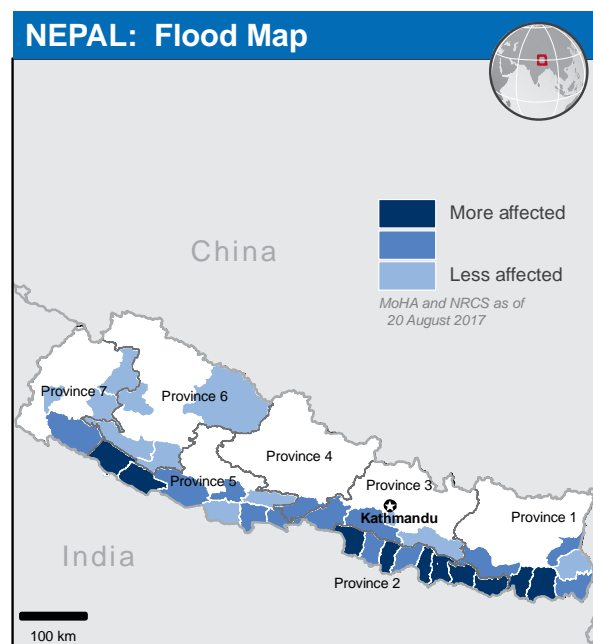 NEPAL: Flood Map
More affected
Less affected
MoHA and NRCS as of
20 August 2017
China
Province 7
Province 6
Province 4
Province 5
Province 3
Kathmandu
Province 1
India
Province 2
100 km